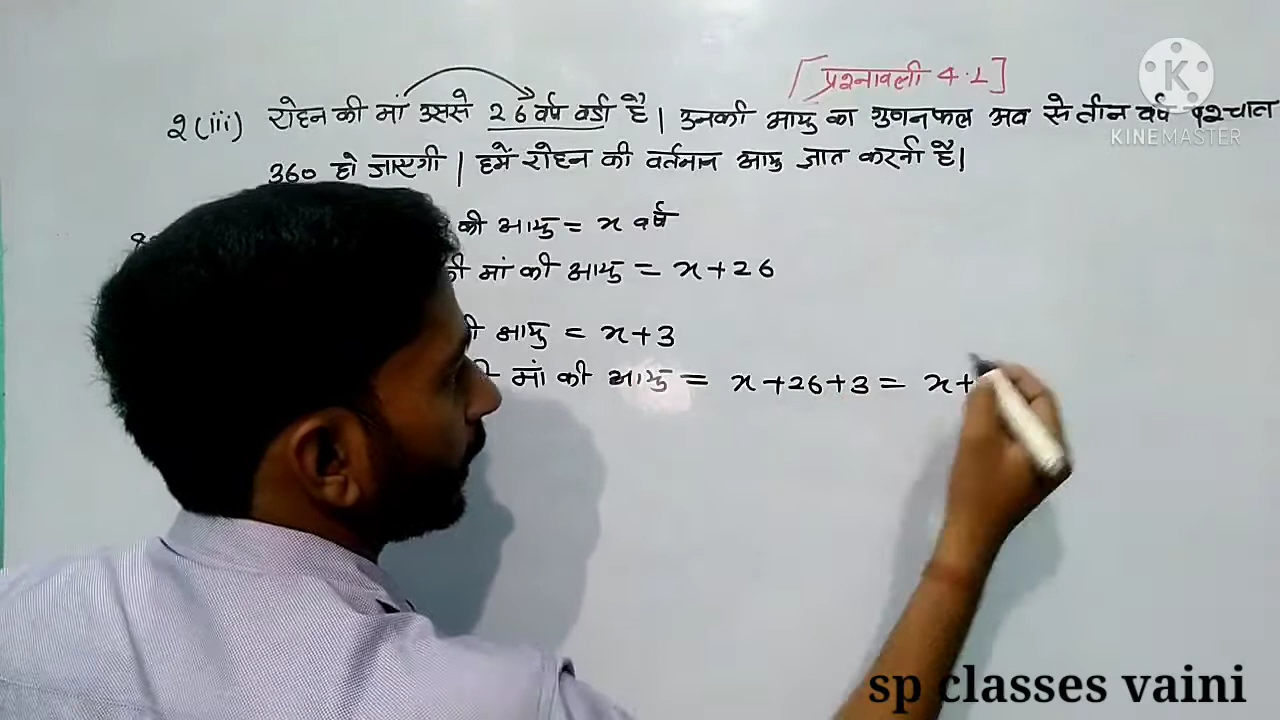 [प्रश्नावली 4.1]
2(iii) रोहन की मां उससे 26 वर्ष बड़ी है। उनकी आयु का गुणनफल अब से तीन वर्ष पश्चात
360 हो जाएगी। हमें रोहन की वर्तमान आयु ज्ञात करनी है।
की आयु = x वर्ष
की मां की आयु = x+26
की आयु = x+3
मां की आयु = x+26+3 = x+
KINEMASTER
sp classes vaini